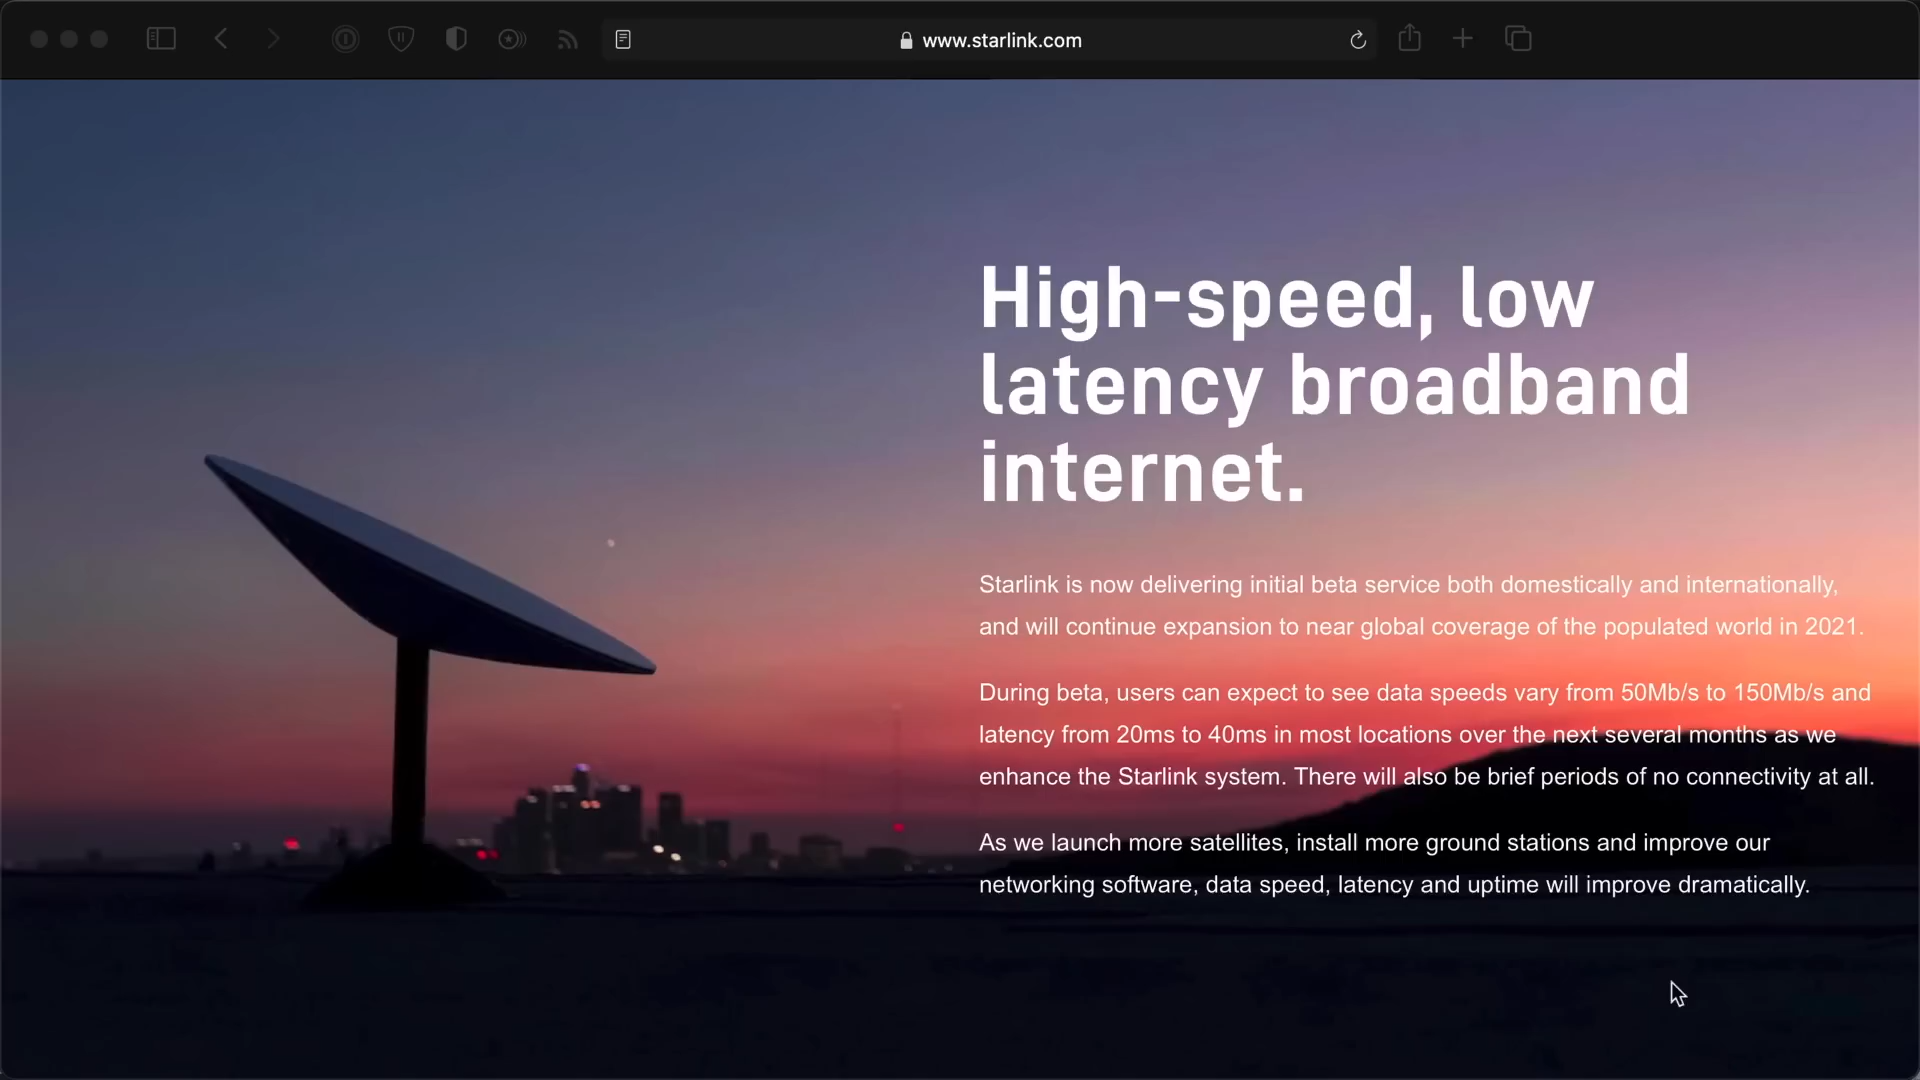 www.starlink.com
High-speed, low
latency broadband
internet.
Starlink is now delivering initial beta service both domestically and internationally,
and will continue expansion to near global coverage of the populated world in 2021.
During beta, users can expect to see data speeds vary from 50Mb/s to 150Mb/s and
latency from 20ms to 40ms in most locations over the next several months as we
enhance the Starlink system. There will also be brief periods of no connectivity at all.
As we launch more satellites, install more ground stations and improve our
networking software, data speed, latency and uptime will improve dramatically.